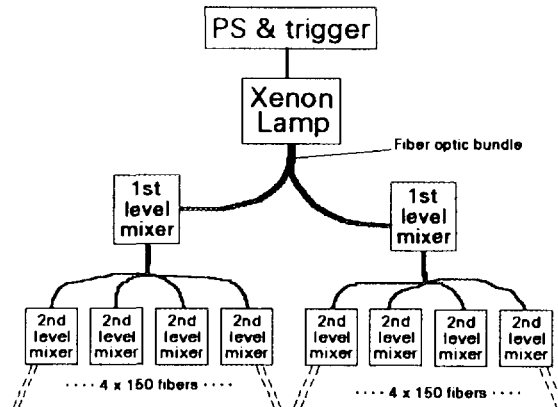 PS & trigger
Xenon
Lamp
Fiber optic bundle
1st
level
mixer
1st
level
mixer
2nd
level
mixer
2nd
level
mixer
2nd
level
mixer
2nd
level
mixer
2nd
level
mixer
2nd
level
mixer
2nd
level
mixer
2nd
level
mixer
···· 4 x 150 fibers ····
···· 4 x 150 fibers ····